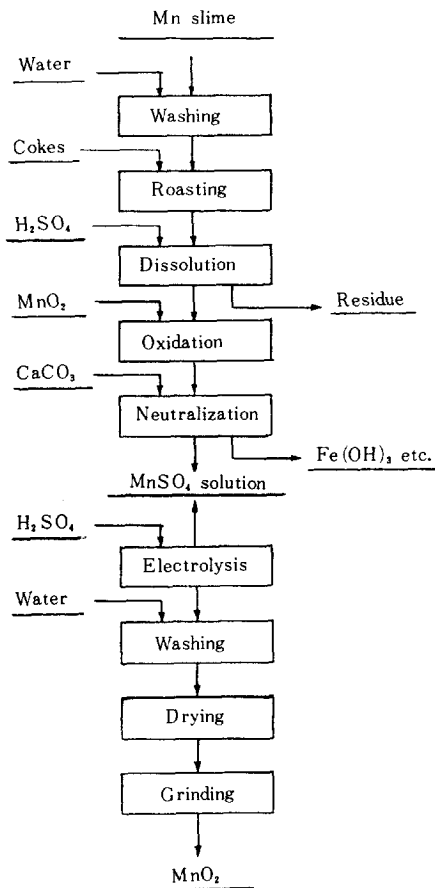 Mn slime
Water
Washing
Cokes
Roasting
H₂SO₄
Dissolution
Residue
MnO₂
Oxidation
CaCO₃
Neutralization
Fe(OH)₃ etc.
MnSO₄ solution
H₂SO₄
Electrolysis
Water
Washing
Drying
Grinding
MnO₂